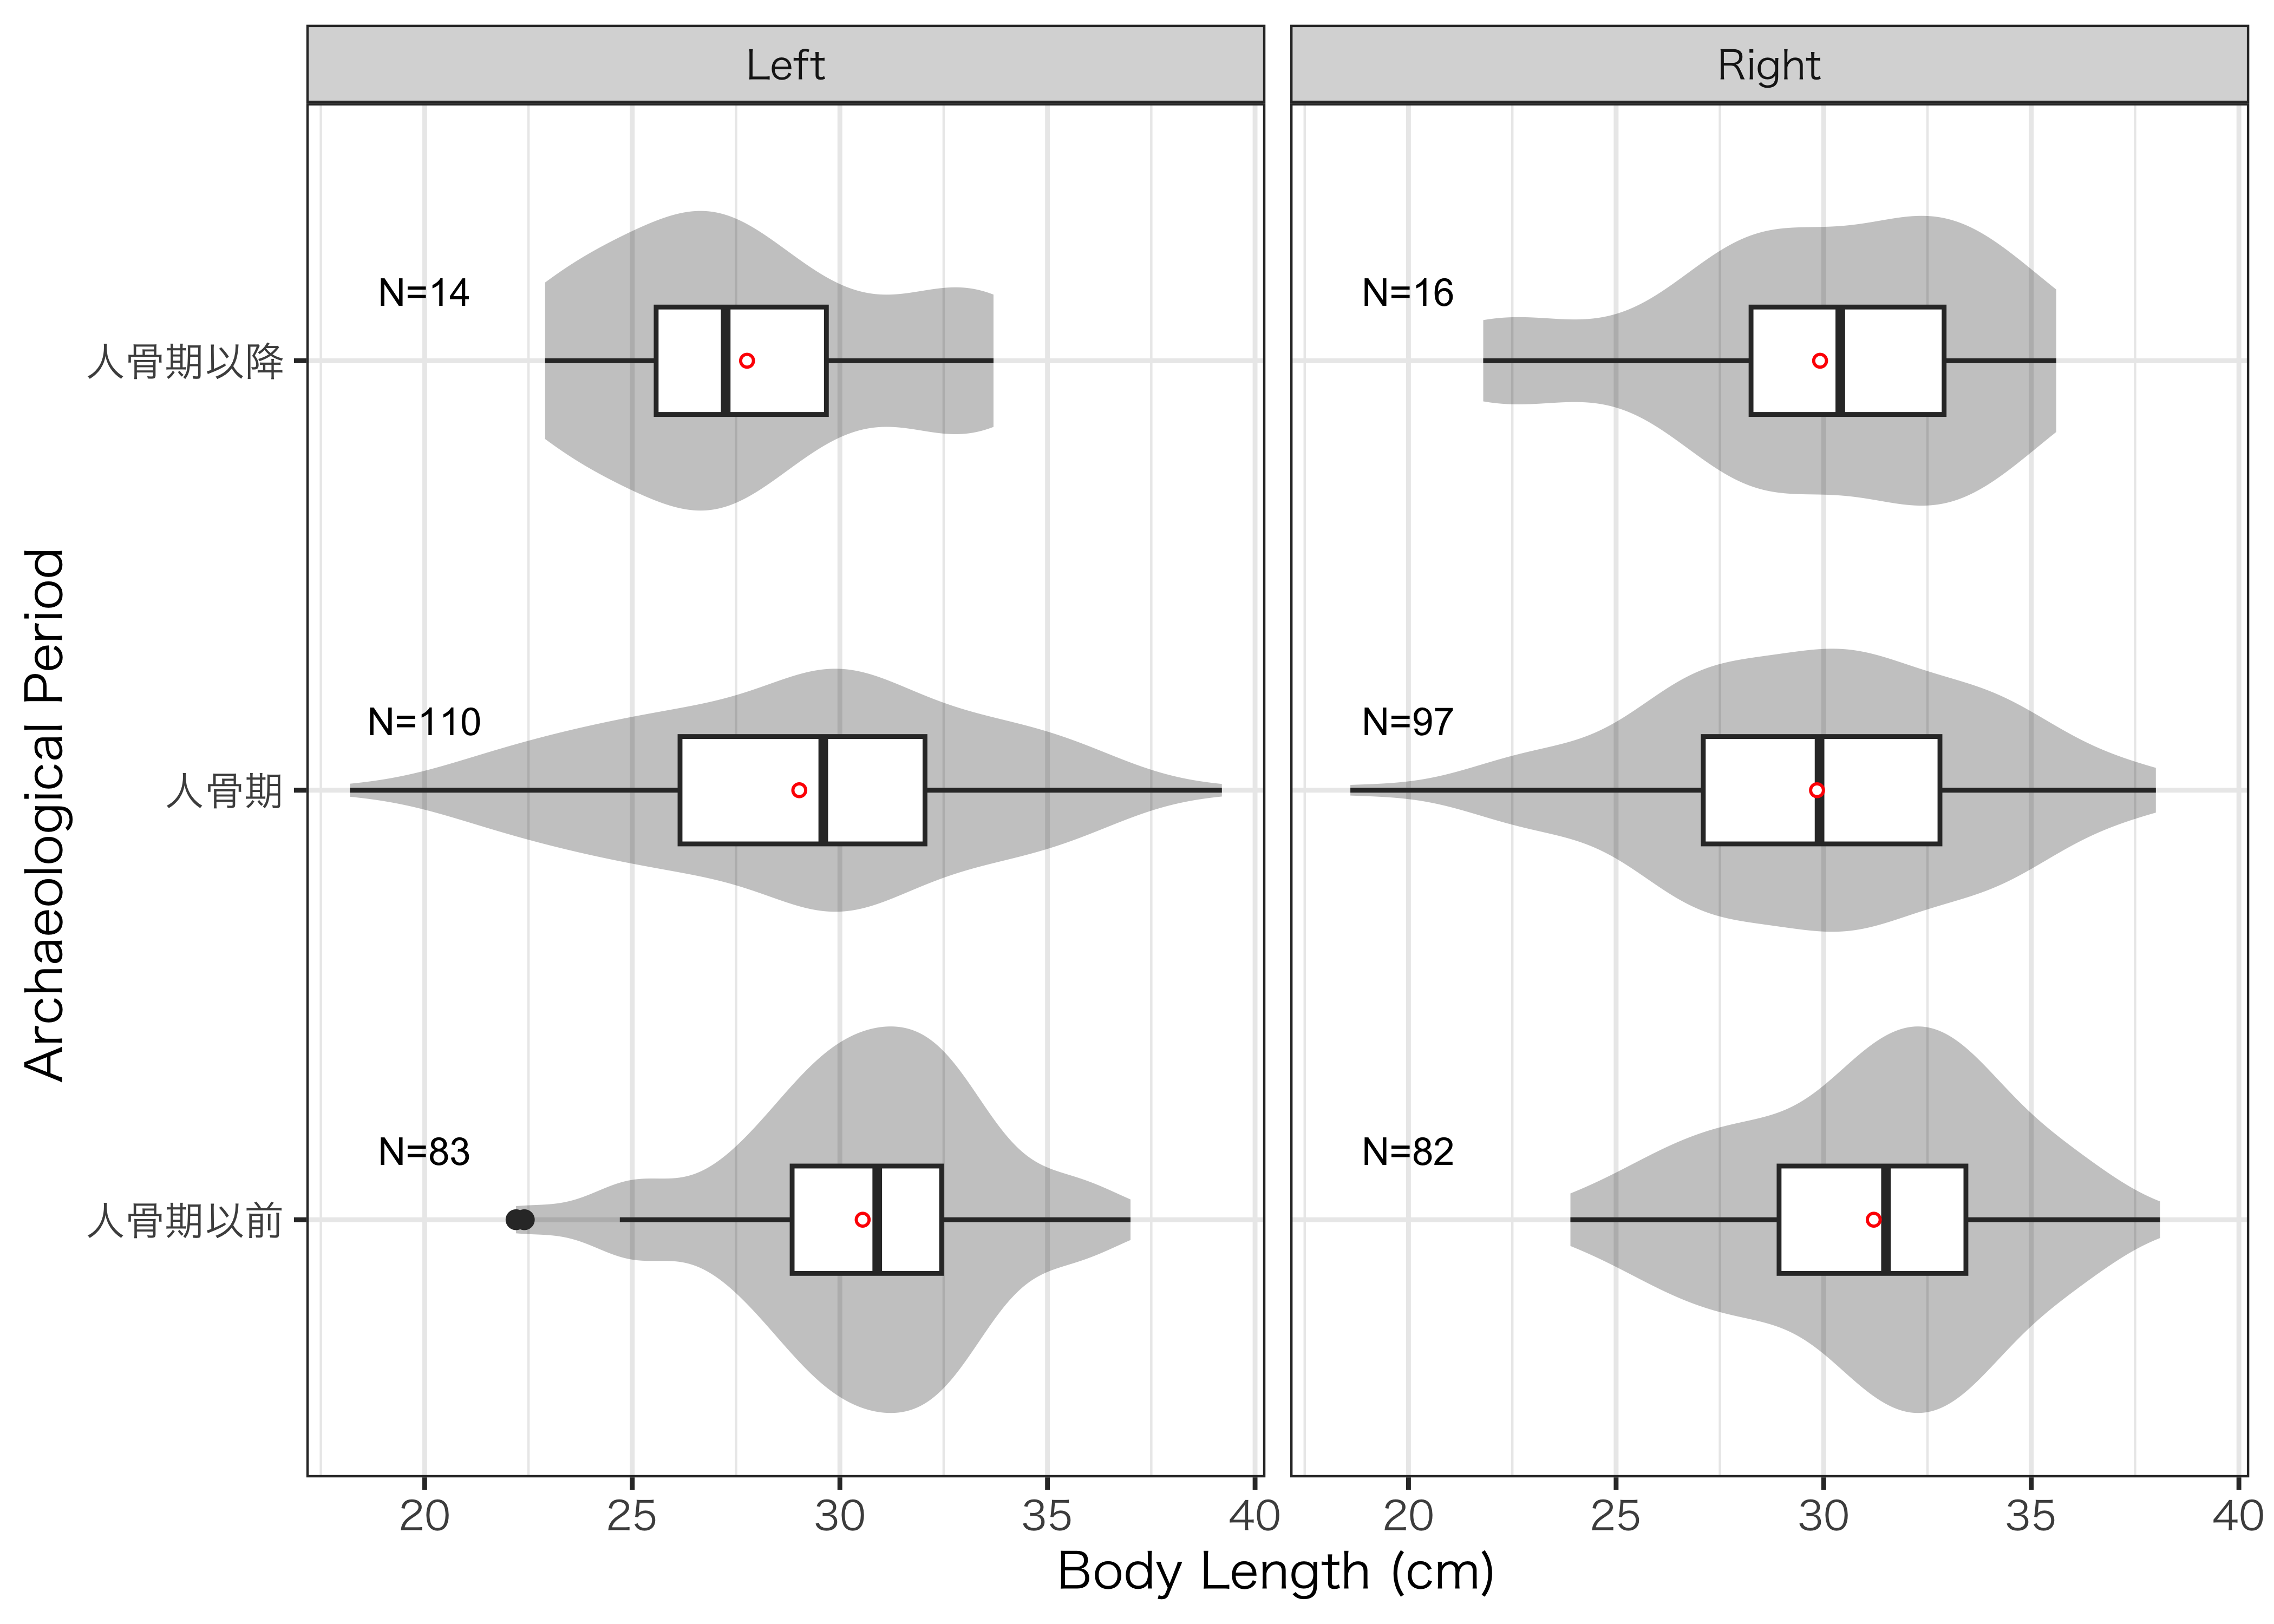 Left
Right
Archaeological Period
人骨期以降
N=14
N=16
人骨期
N=110
N=97
人骨期以前
N=83
N=82
20 25 30 35 40
20 25 30 35 40
Body Length (cm)